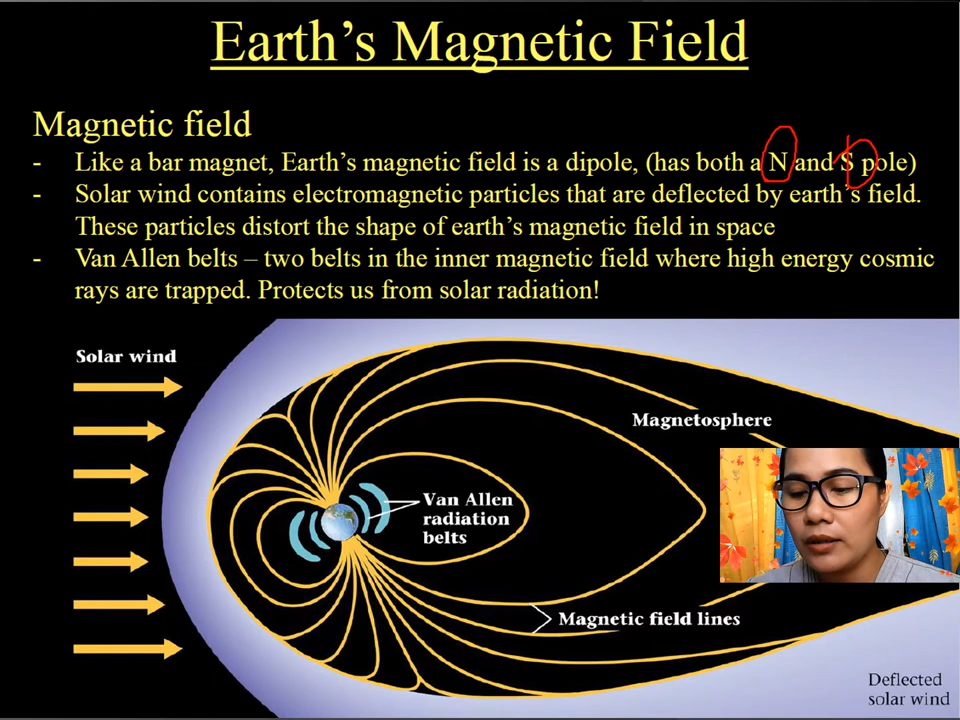 Earth's Magnetic Field
Magnetic field
- Like a bar magnet, Earth's magnetic field is a dipole, (has both a N and S pole)
- Solar wind contains electromagnetic particles that are deflected by earth's field.
These particles distort the shape of earth's magnetic field in space
- Van Allen belts – two belts in the inner magnetic field where high energy cosmic
rays are trapped. Protects us from solar radiation!
Solar wind
Magnetosphere
Van Allen
radiation
belts
Magnetic field lines
Deflected
solar wind